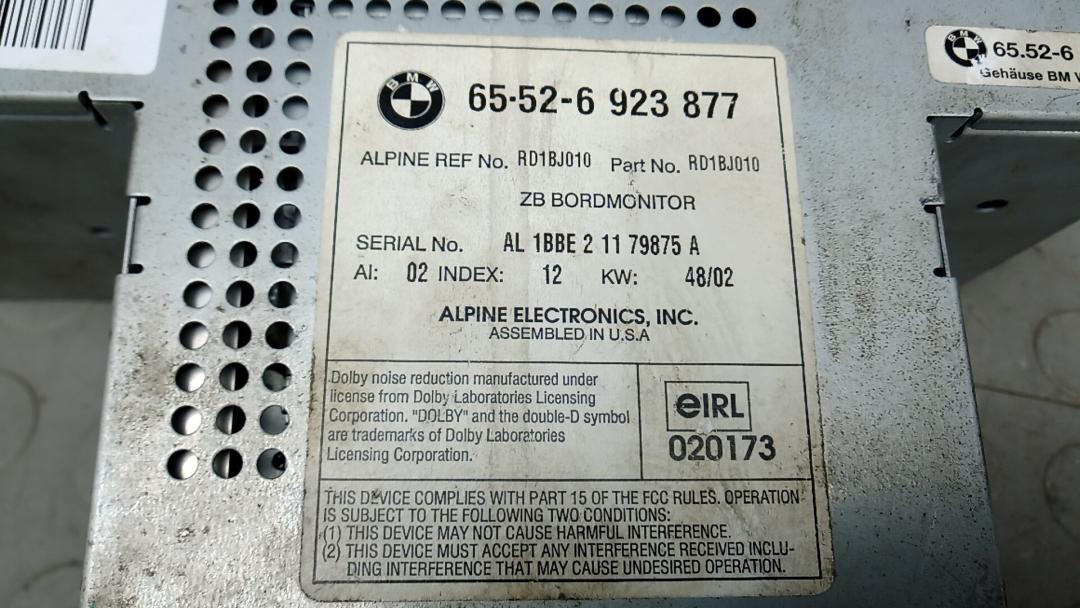 BMW
65·52-6 923 877
ALPINE REF No. RD1BJ010 Part No. RD1BJ010
ZB BORDMONITOR
SERIAL No. AL 1BBE 2 11 79875 A
AI: 02 INDEX: 12 KW: 48/02
ALPINE ELECTRONICS, INC.
ASSEMBLED IN U.S.A
Dolby noise reduction manufactured under
license from Dolby Laboratories Licensing
Corporation. "DOLBY" and the double-D symbol
are trademarks of Dolby Laboratories
Licensing Corporation.
eIRL
020173
THIS DEVICE COMPLIES WITH PART 15 OF THE FCC RULES. OPERATION
IS SUBJECT TO THE FOLLOWING TWO CONDITIONS:
(1) THIS DEVICE MAY NOT CAUSE HARMFUL INTERFERENCE.
(2) THIS DEVICE MUST ACCEPT ANY INTERFERENCE RECEIVED INCLU-
DING INTERFERENCE THAT MAY CAUSE UNDESIRED OPERATION.
BMW
65.52-6
Gehäuse BM